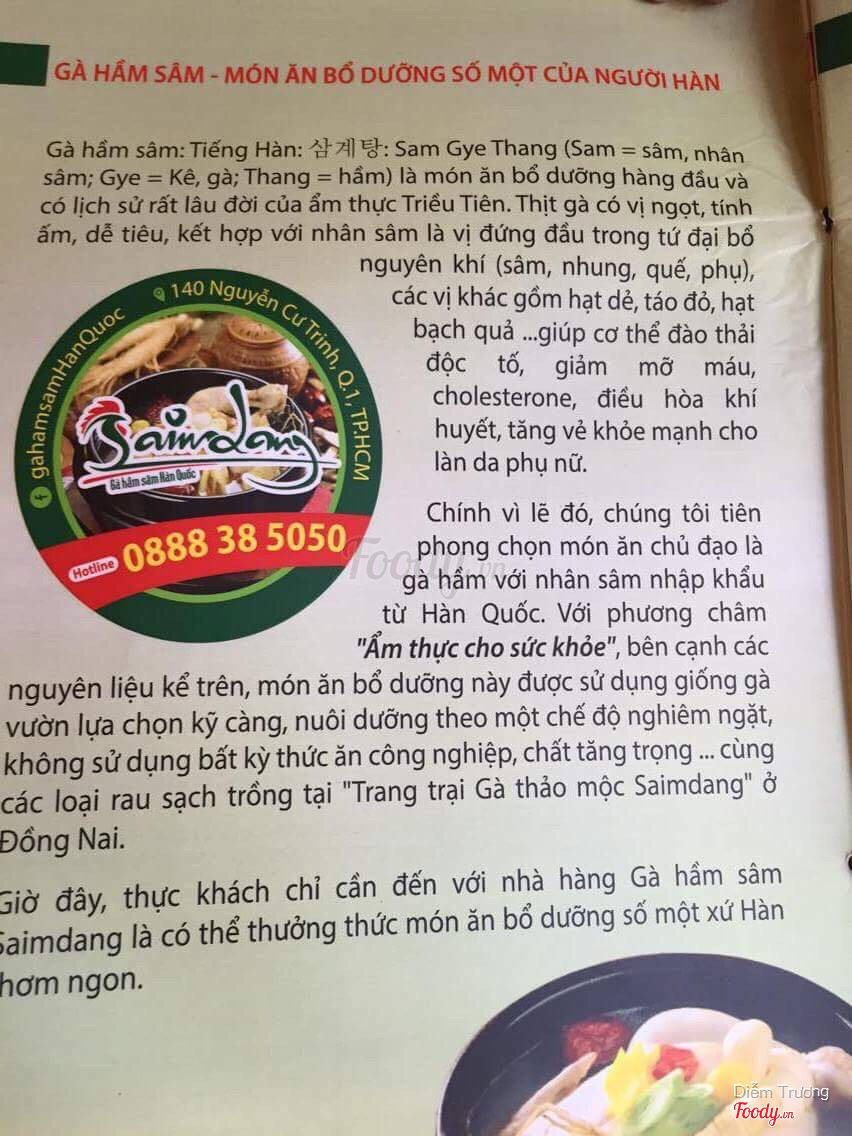 GÀ HẦM SÂM - MÓN ĂN BỔ DƯỠNG SỐ MỘT CỦA NGƯỜI HÀN
Gà hầm sâm: Tiếng Hàn: 삼계탕: Sam Gye Thang (Sam = sâm, nhân
sâm; Gye = Kê, gà; Thang = hầm) là món ăn bổ dưỡng hàng đầu và
có lịch sử rất lâu đời của ẩm thực Triều Tiên. Thịt gà có vị ngọt, tính
ấm, dễ tiêu, kết hợp với nhân sâm là vị đứng đầu trong tứ đại bổ
nguyên khí (sâm, nhung, quế, phụ),
các vị khác gồm hạt dẻ, táo đỏ, hạt
bạch quả ...giúp cơ thể đào thải
độc tố, giảm mỡ máu,
cholesterone, điều hòa khí
huyết, tăng vẻ khỏe mạnh cho
làn da phụ nữ.
gahamsamHanQuoc
140 Nguyễn Cư Trinh, Q.1, TP.HCM
Saimdang
Gà hầm sâm Hàn Quốc
Hotline 0888 38 5050
Chính vì lẽ đó, chúng tôi tiên
phong chọn món ăn chủ đạo là
gà hầm với nhân sâm nhập khẩu
từ Hàn Quốc. Với phương châm
"Ẩm thực cho sức khỏe", bên cạnh các
nguyên liệu kể trên, món ăn bổ dưỡng này được sử dụng giống gà
vườn lựa chọn kỹ càng, nuôi dưỡng theo một chế độ nghiêm ngặt,
không sử dụng bất kỳ thức ăn công nghiệp, chất tăng trọng ... cùng
các loại rau sạch trồng tại "Trang trại Gà thảo mộc Saimdang" ở
Đồng Nai.
Giờ đây, thực khách chỉ cần đến với nhà hàng Gà hầm sâm
Saimdang là có thể thưởng thức món ăn bổ dưỡng số một xứ Hàn
hơm ngon.
Foody.vn
Diễm Trương
Foody.vn